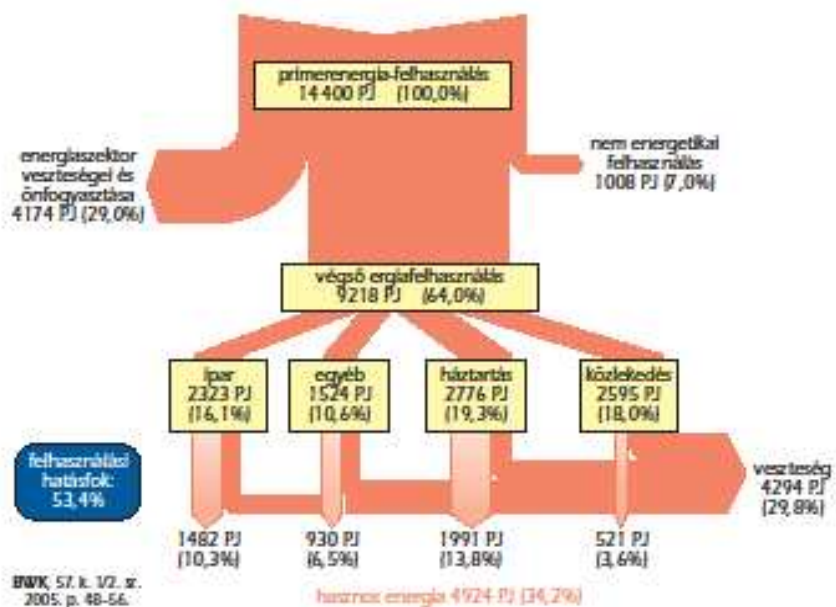 primerenergia-felhasználás
14400 PJ (100,0%)
energiaszektor
veszteségei és
önfogyasztása
4174 PJ (29,0%)
nem energetikai
felhasználás
1008 PJ (7,0%)
végső ergiafelhasználás
9218 PJ (64,0%)
ipar
2323 PJ
(16,1%)
egyéb
1524 PJ
(10,6%)
háztartás
2776 PJ
(19,3%)
közlekedés
2595 PJ
(18,0%)
felhasználási
hatásfok:
53,4%
veszteség
4294 PJ
(29,8%)
1482 PJ
(10,3%)
930 PJ
(6,5%)
1991 PJ
(13,8%)
521 PJ
(3,6%)
BWK, 57. k. 1/2. sz.
2005. p. 48-56.
hasznos energia 4924 PJ (34,2%)